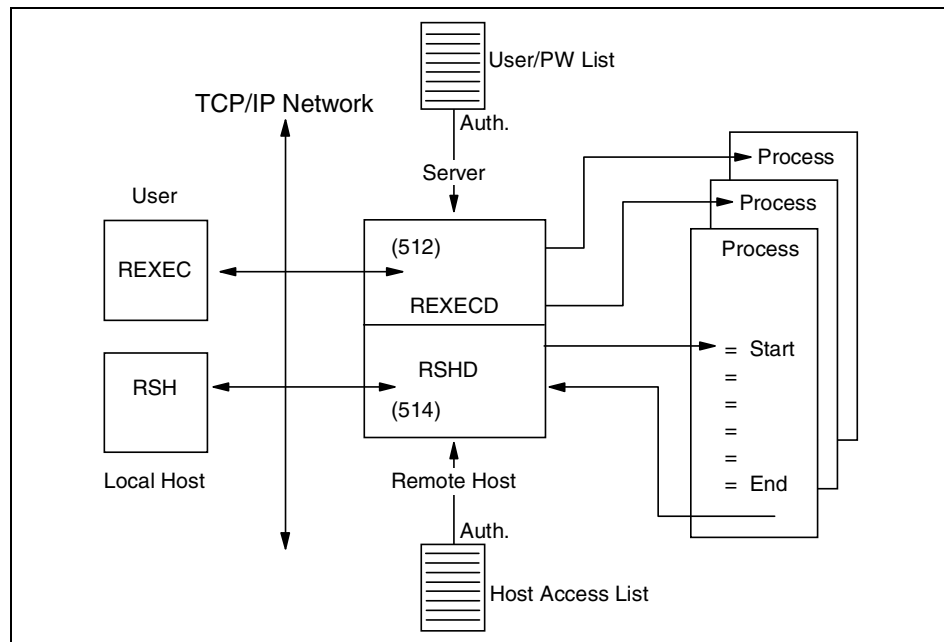 User/PW List
TCP/IP Network
Auth.
Process
Server
User
Process
(512)
Process
REXEC
REXECD
= Start
RSHD
=
RSH
=
(514)
=
=
Local Host
Remote Host
= End
Auth.
Host Access List